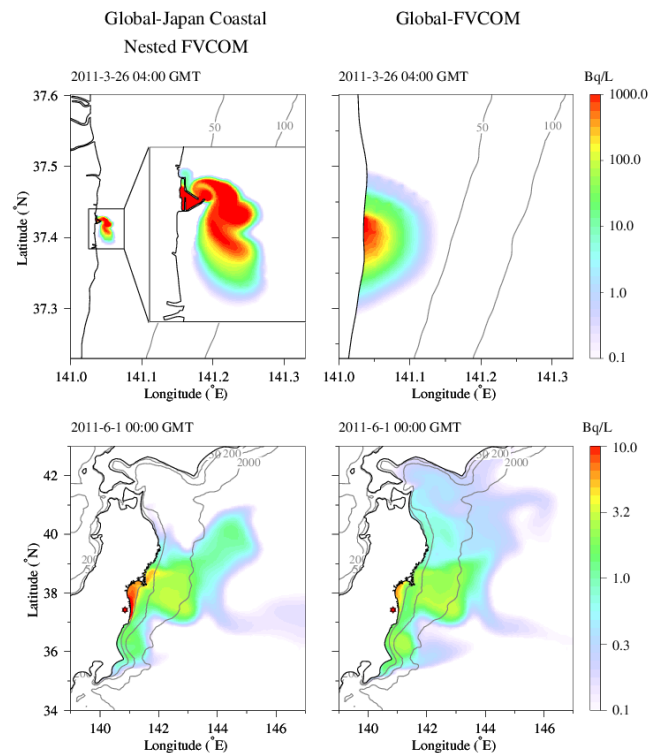 Global-Japan Coastal
Nested FVCOM
Global-FVCOM
2011-3-26 04:00 GMT
2011-3-26 04:00 GMT
Bq/L
37.6
37.5
37.4
37.3
Latitude (°N)
50
100
50
100
1000.0
100.0
10.0
1.0
0.1
141.0 141.1 141.2 141.3
141.0 141.1 141.2 141.3
Longitude (°E)
Longitude (°E)
2011-6-1 00:00 GMT
2011-6-1 00:00 GMT
Bq/L
42
40
38
36
34
Latitude (°N)
50 200
2000
50 200
2000
10.0
3.2
1.0
0.3
0.1
140 142 144 146
140 142 144 146
Longitude (°E)
Longitude (°E)